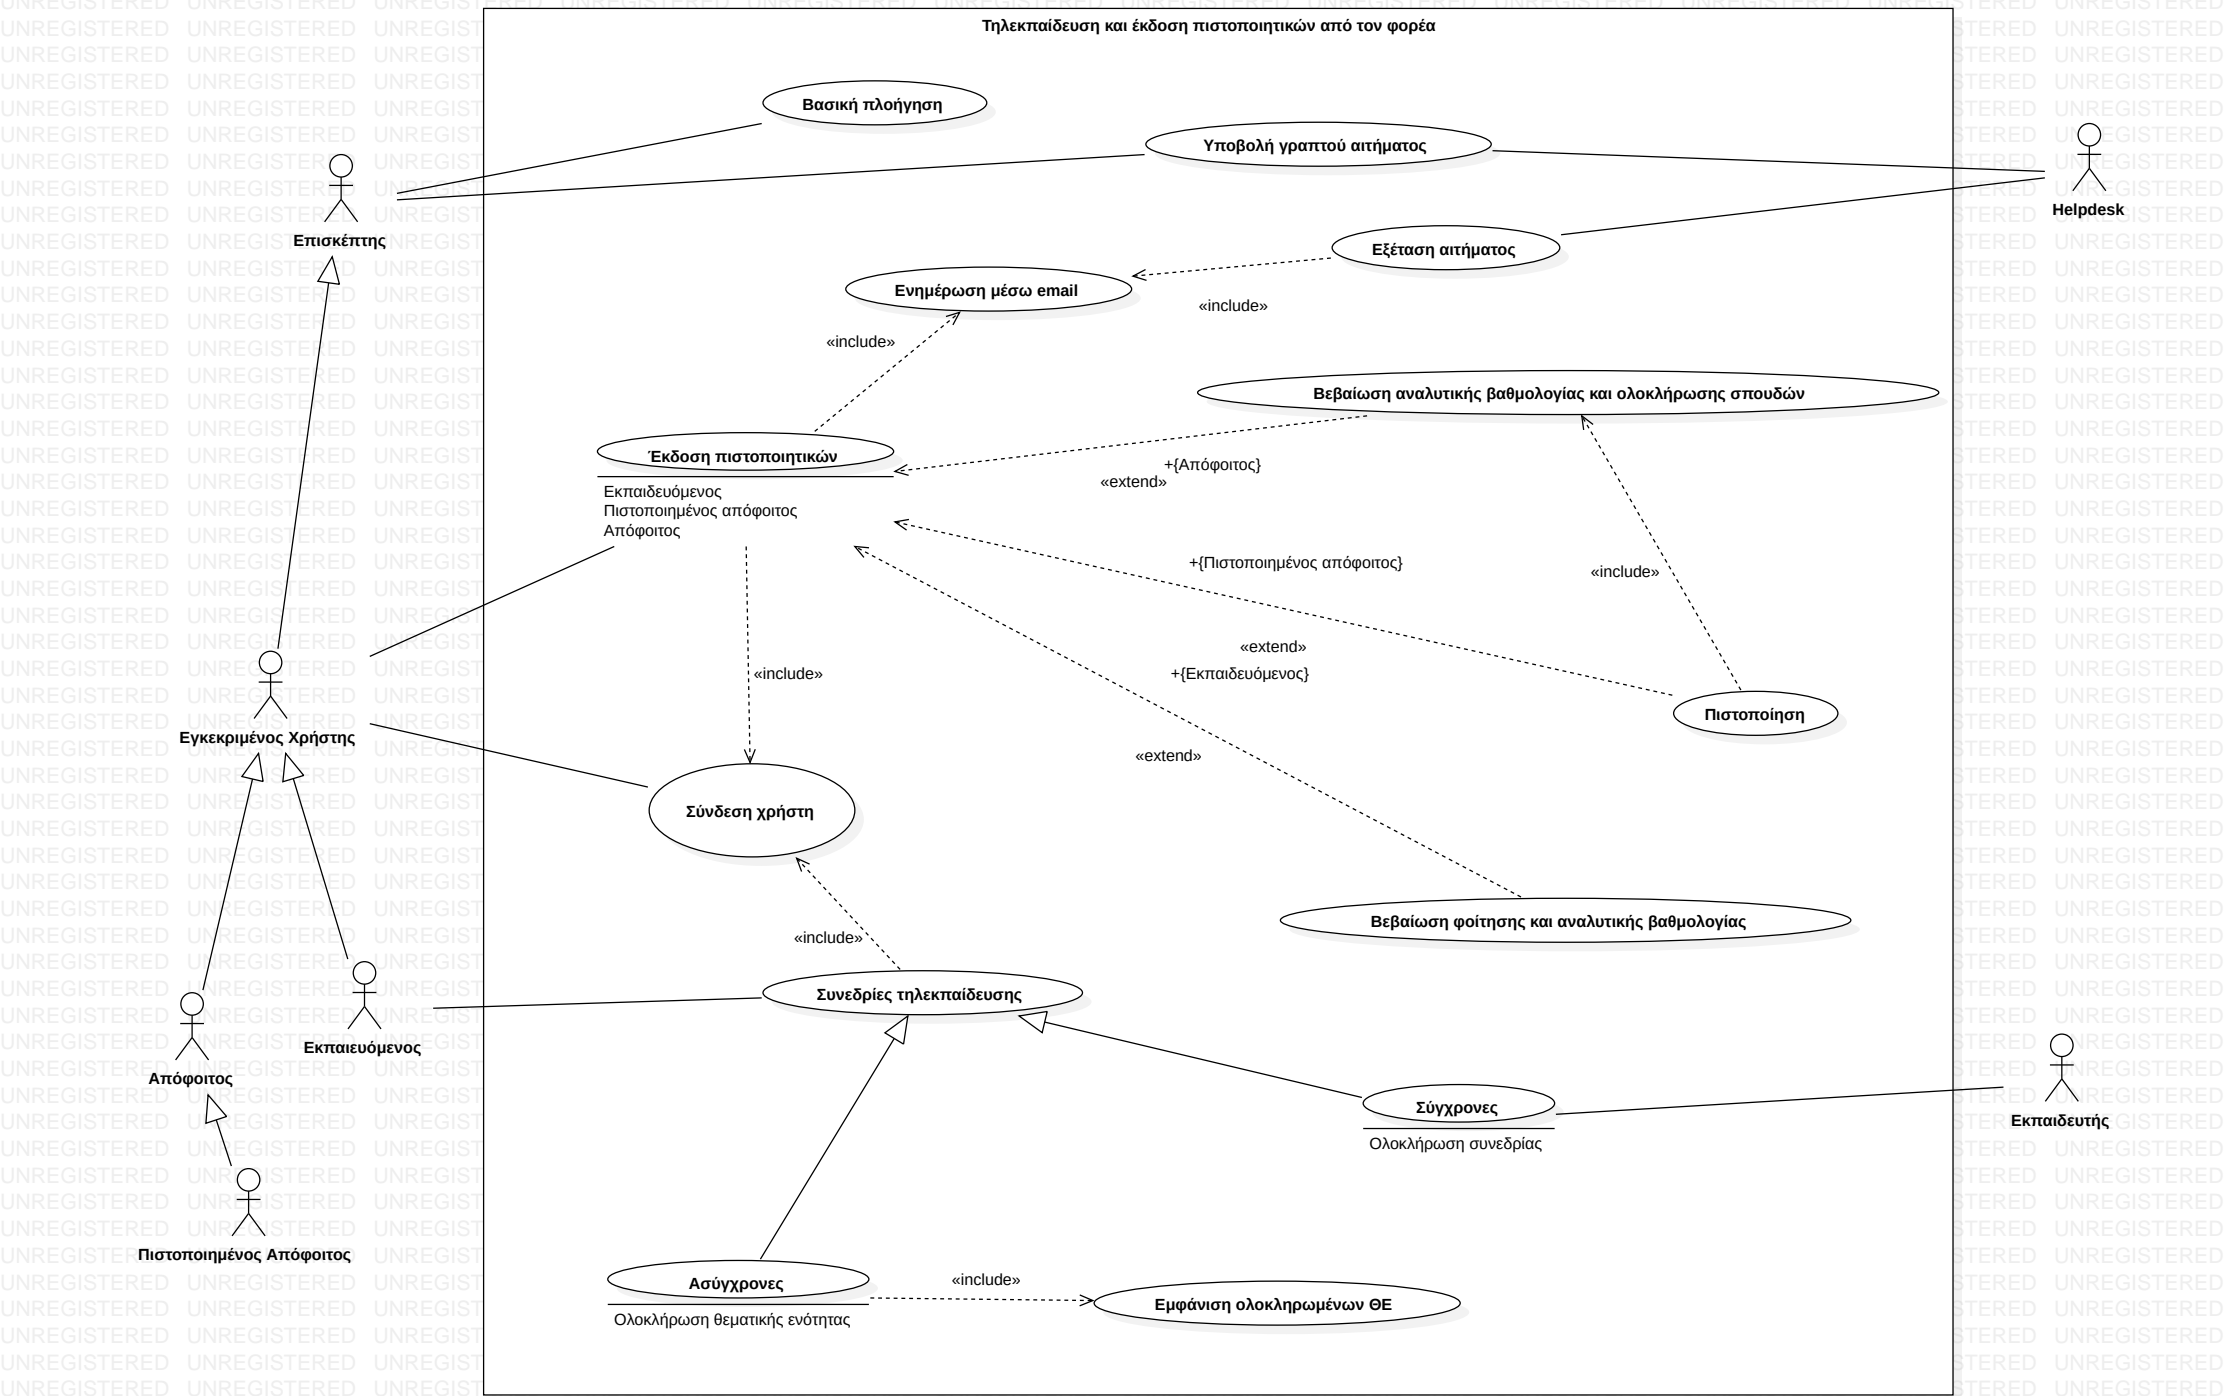 Τηλεκπαίδευση και έκδοση πιστοποιητικών από τον φορέα
Βασική πλοήγηση
Υποβολή γραπτού αιτήματος
Helpdesk
Επισκέπτης
Εξέταση αιτήματος
Ενημέρωση μέσω email
«include»
«include»
Βεβαίωση αναλυτικής βαθμολογίας και ολοκλήρωσης σπουδών
Έκδοση πιστοποιητικών
+{Απόφοιτος}
«extend»
Εκπαιδευόμενος
Πιστοποιημένος απόφοιτος
Απόφοιτος
+{Πιστοποιημένος απόφοιτος}
«include»
«extend»
«include»
+{Εκπαιδευόμενος}
Πιστοποίηση
Εγκεκριμένος Χρήστης
«extend»
Σύνδεση χρήστη
Βεβαίωση φοίτησης και αναλυτικής βαθμολογίας
«include»
Συνεδρίες τηλεκπαίδευσης
Εκπαιευόμενος
Απόφοιτος
Σύγχρονες
Ολοκλήρωση συνεδρίας
Εκπαιδευτής
Πιστοποιημένος Απόφοιτος
Ασύγχρονες
«include»
Εμφάνιση ολοκληρωμένων ΘΕ
Ολοκλήρωση θεματικής ενότητας
UNREGISTERED